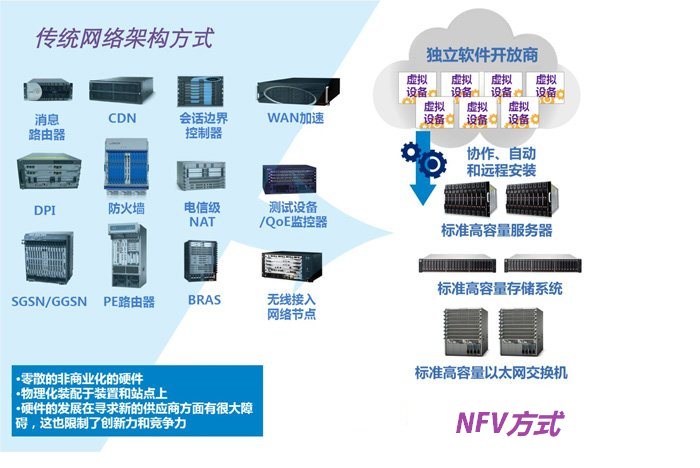 传统网络架构方式
消息
路由器
CDN
会话边界
控制器
WAN加速
DPI
防火墙
电信级
NAT
测试设备
/QoE监控器
SGSN/GGSN
PE路由器
BRAS
无线接入
网络节点
•零散的非商业化的硬件
•物理化装配于装置和站点上
•硬件的发展在寻求新的供应商方面有很大障
碍，这也限制了创新力和竞争力
独立软件开放商
虚拟
设备
虚拟
设备
虚拟
设备
虚拟
设备
虚拟
设备
虚拟
设备
虚拟
设备
协作、自动
和远程安装
标准高容量服务器
标准高容量存储系统
标准高容量以太网交换机
NFV方式